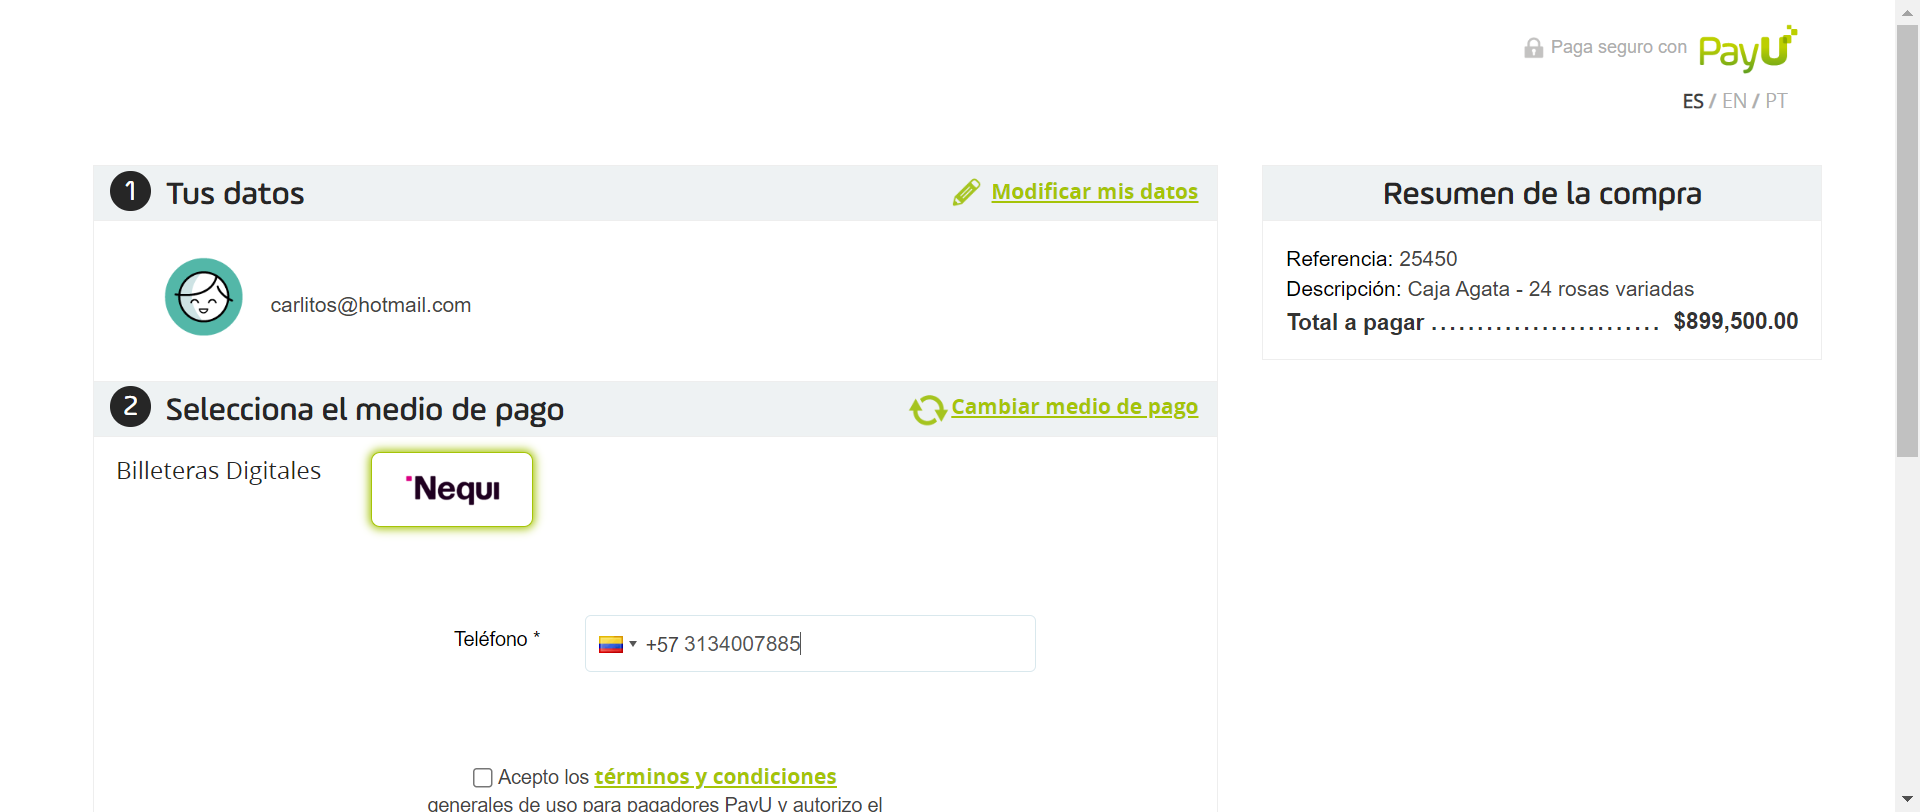 Paga seguro con PayU
ES / EN / PT
1 Tus datos
Modificar mis datos
carlitos@hotmail.com
2 Selecciona el medio de pago
Cambiar medio de pago
Billeteras Digitales
Nequi
Teléfono *
+57 3134007885
Acepto los términos y condiciones
generales de uso para pagadores PayU y autorizo el
Resumen de la compra
Referencia: 25450
Descripción: Caja Agata - 24 rosas variadas
Total a pagar ......................... $899,500.00